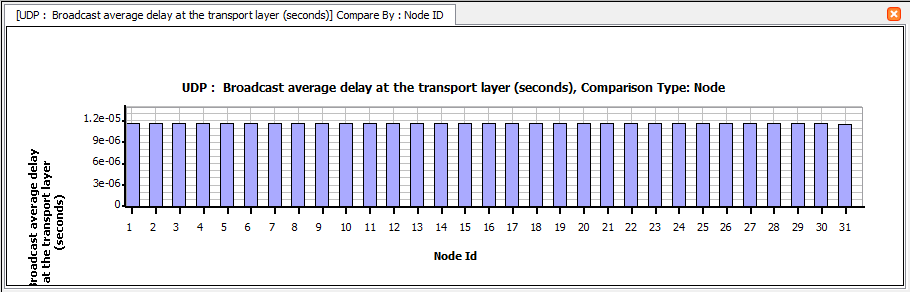 [UDP : Broadcast average delay at the transport layer (seconds)] Compare By : Node ID
UDP : Broadcast average delay at the transport layer (seconds), Comparison Type: Node
1.2e-05
9e-06
6e-06
3e-06
0
1 2 3 4 5 6 7 8 9 10 11 12 13 14 15 16 17 18 19 20 21 22 23 24 25 26 27 28 29 30 31
Node Id
Broadcast average delay
at the transport layer
(seconds)